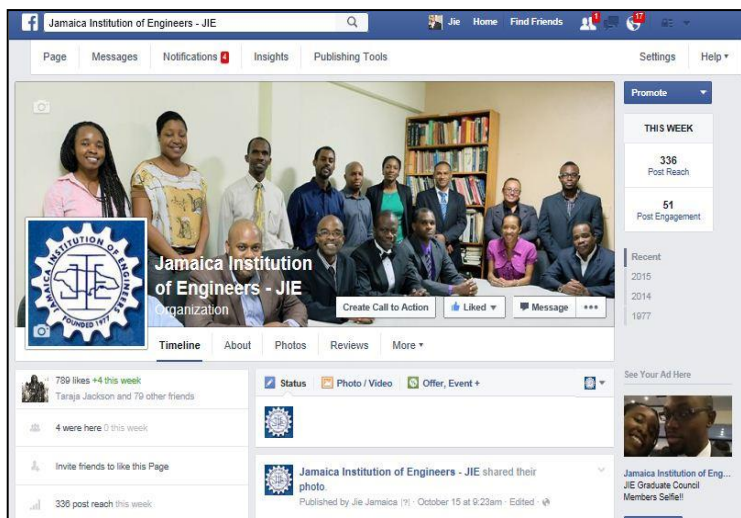 Jamaica Institution of Engineers - JIE
Jie Home Find Friends 1 17
Page Messages Notifications 4 Insights Publishing Tools Settings Help
Promote
THIS WEEK
336
Post Reach
51
Post Engagement
Recent
2015
2014
1977
JAMAICA INSTITUTION OF ENGINEERS
JIE
FOUNDED 1977
Jamaica Institution
of Engineers - JIE
Organization
Create Call to Action Liked Message
Timeline About Photos Reviews More
789 likes +4 this week
Taraja Jackson and 79 other friends
4 were here 0 this week
Invite friends to like this Page
336 post reach this week
Status Photo / Video Offer, Event +
Jamaica Institution of Engineers - JIE shared their
photo.
Published by Jie Jamaica [?] · October 15 at 9:23am · Edited ·
See Your Ad Here
Jamaica Institution of Eng...
JIE Graduate Council
Members Selfie!!